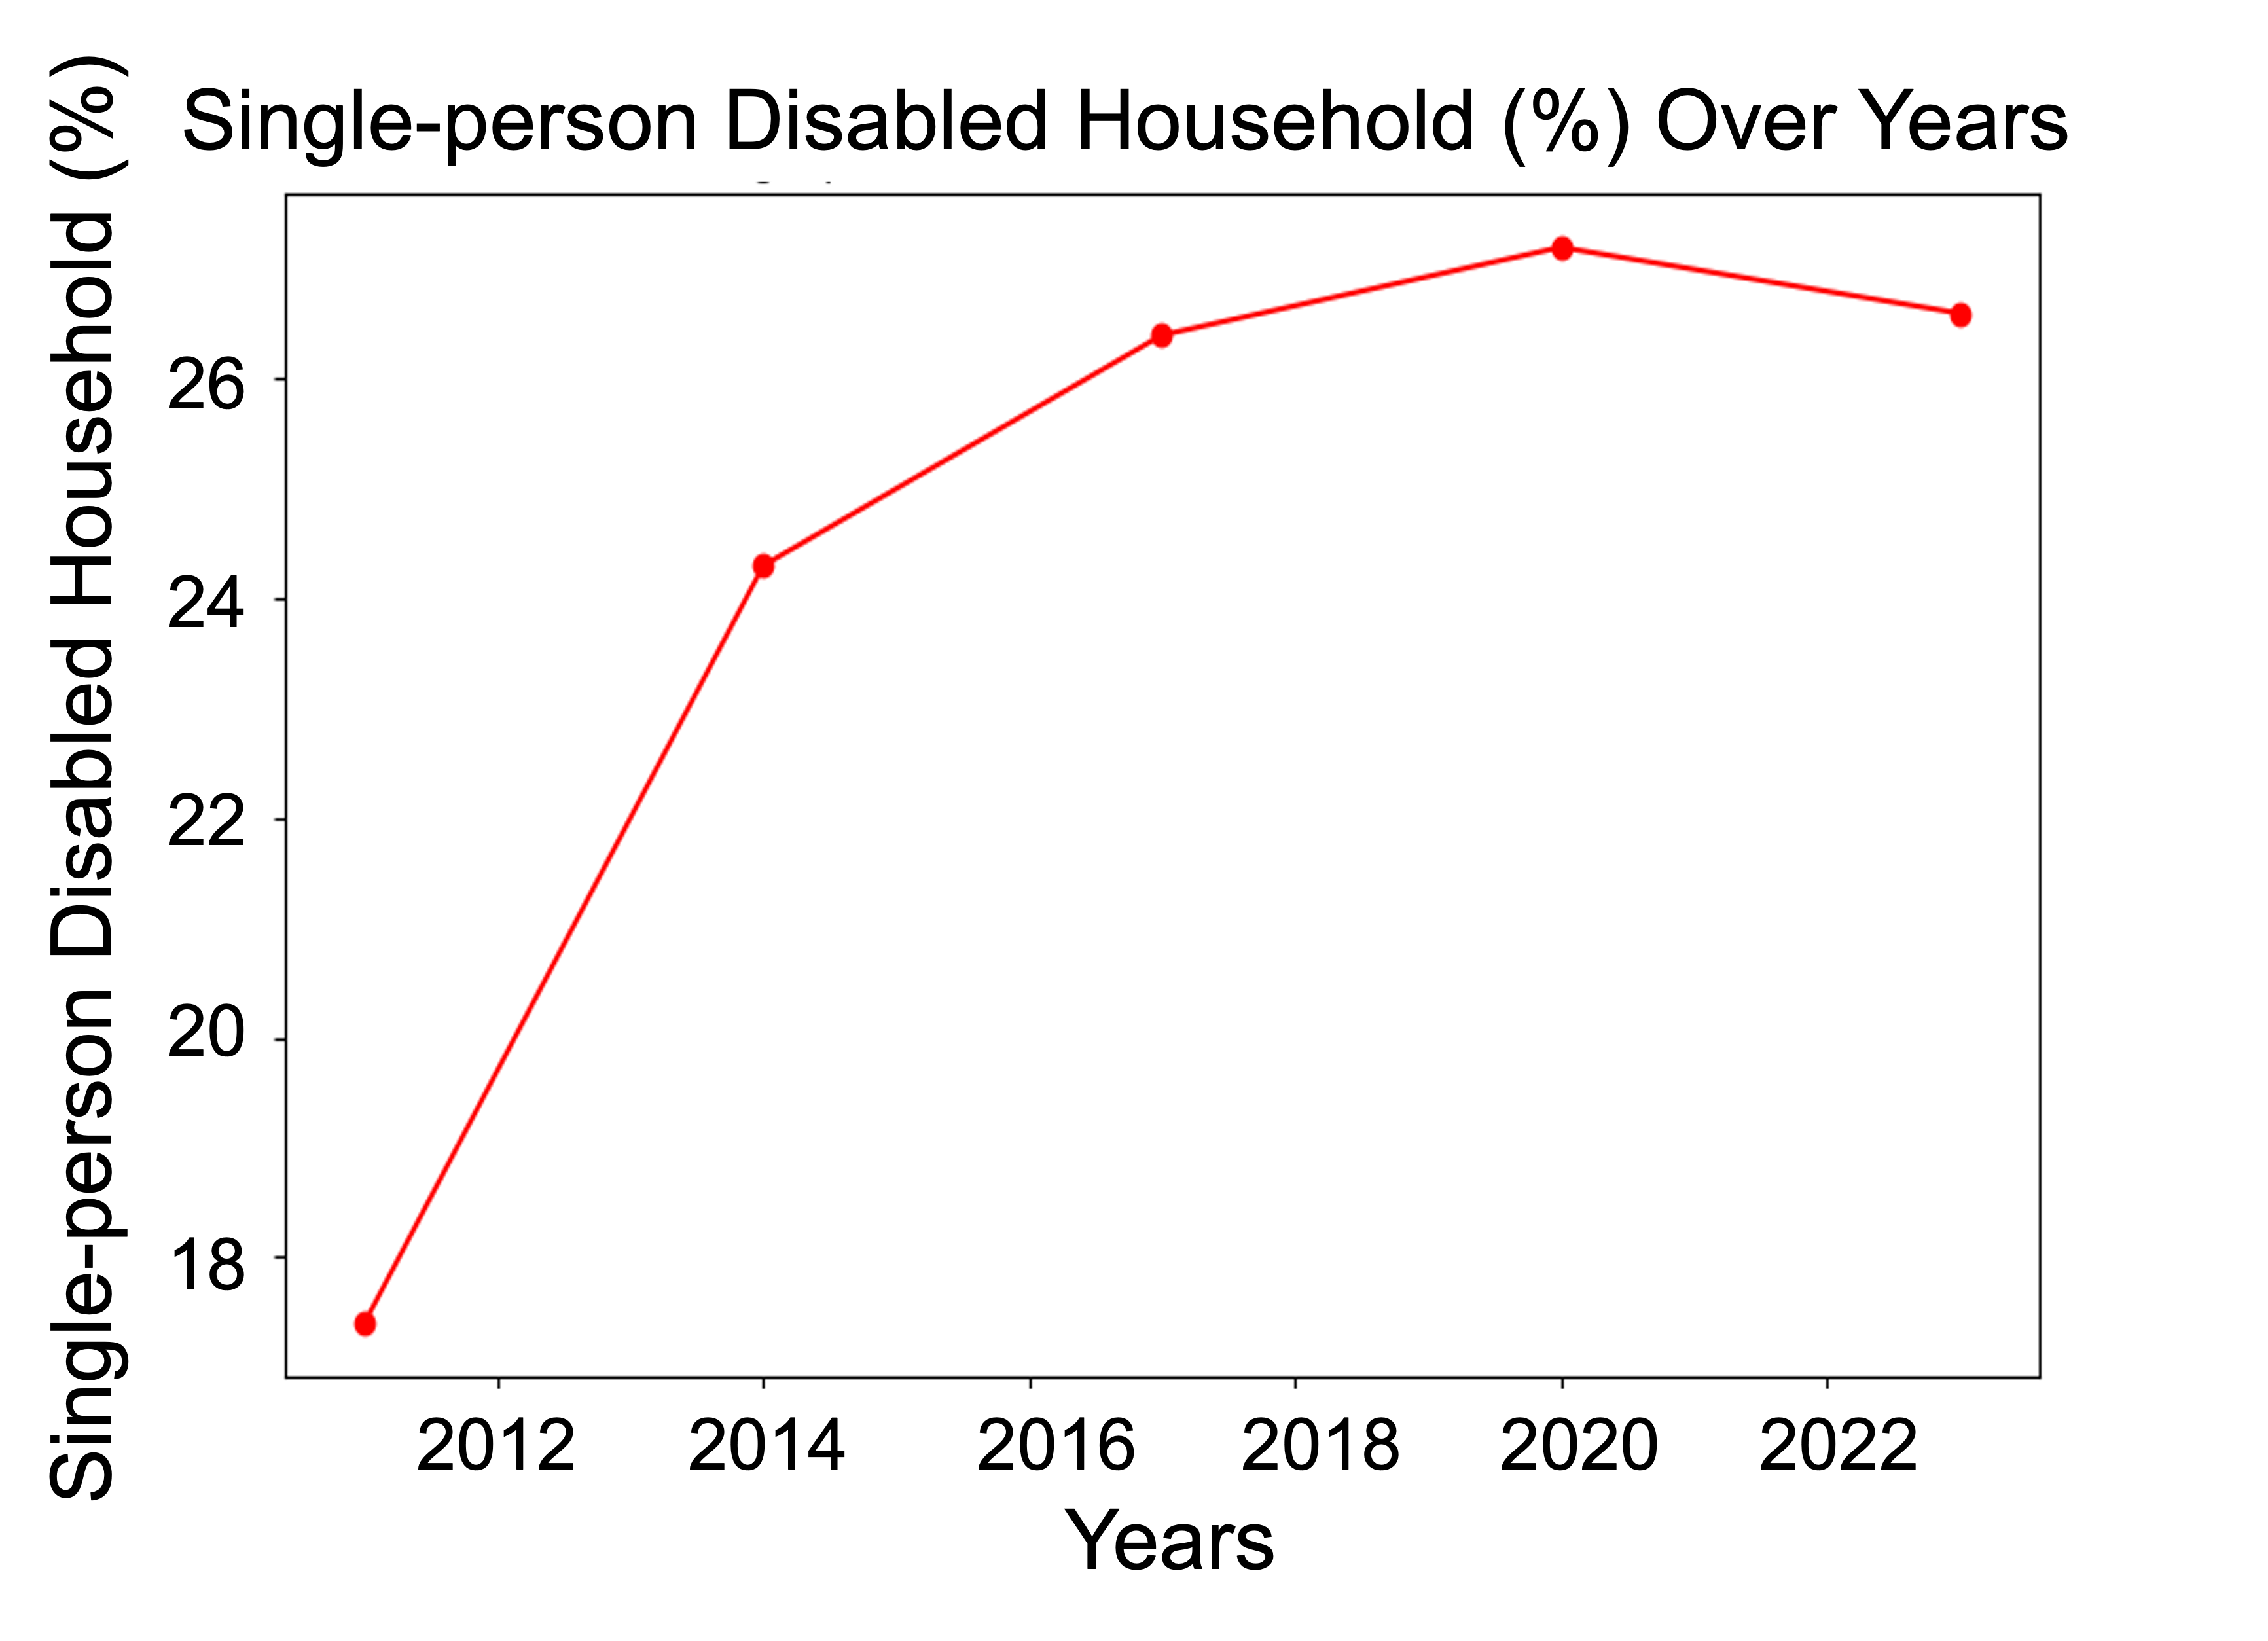 Single-person Disabled Household (%) Over Years
Single-person Disabled Household (%)
26
24
22
20
18
2012 2014 2016 2018 2020 2022
Years